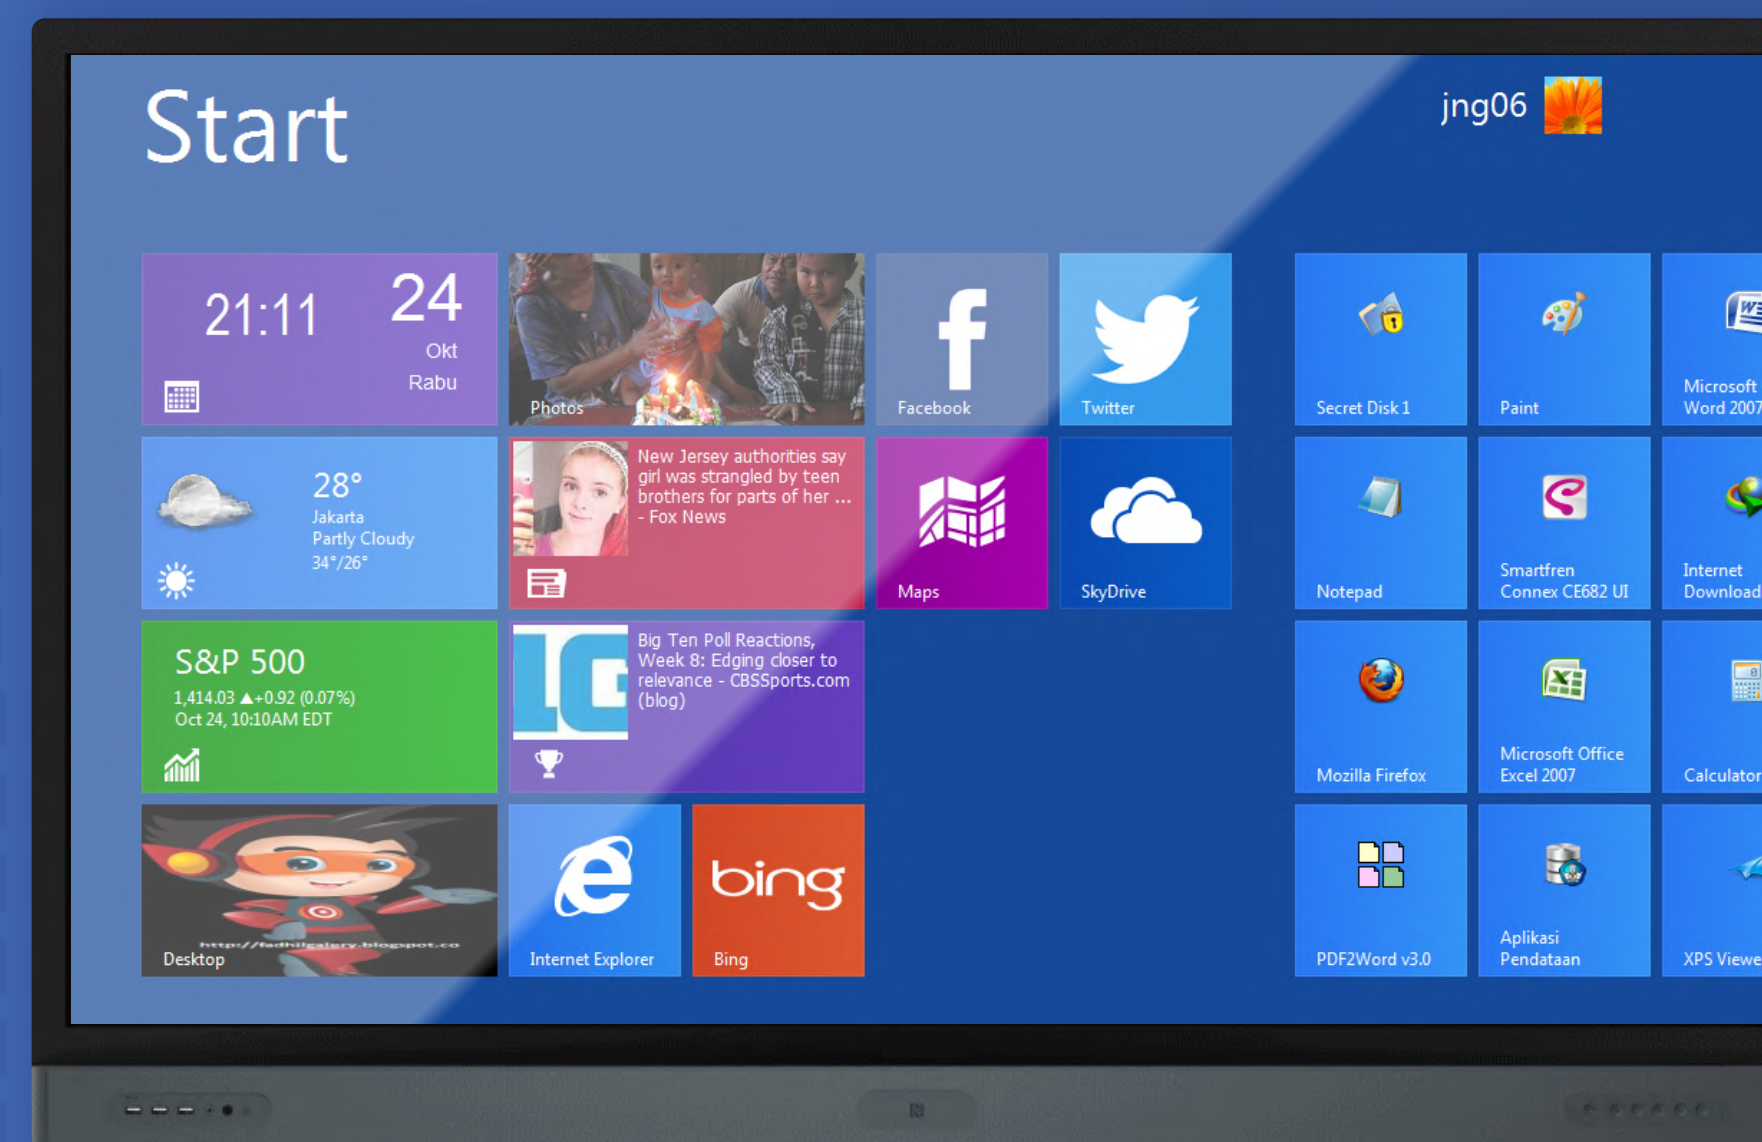 Start
jng06
21:11
24
Okt
Rabu
Photos
Facebook
Twitter
Secret Disk 1
Paint
Microsoft
Word 2007
28°
Jakarta
Partly Cloudy
34°/26°
New Jersey authorities say
girl was strangled by teen
brothers for parts of her ...
- Fox News
Maps
SkyDrive
Notepad
Smartfren
Connex CE682 UI
Internet
Download
S&P 500
1,414.03 ▲+0.92 (0.07%)
Oct 24, 10:10AM EDT
Big Ten Poll Reactions,
Week 8: Edging closer to
relevance - CBSSports.com
(blog)
Mozilla Firefox
Microsoft Office
Excel 2007
Calculator
http://fadhilgalery.blogspot.co
Desktop
Internet Explorer
bing
Bing
PDF2Word v3.0
Aplikasi
Pendataan
XPS Viewe